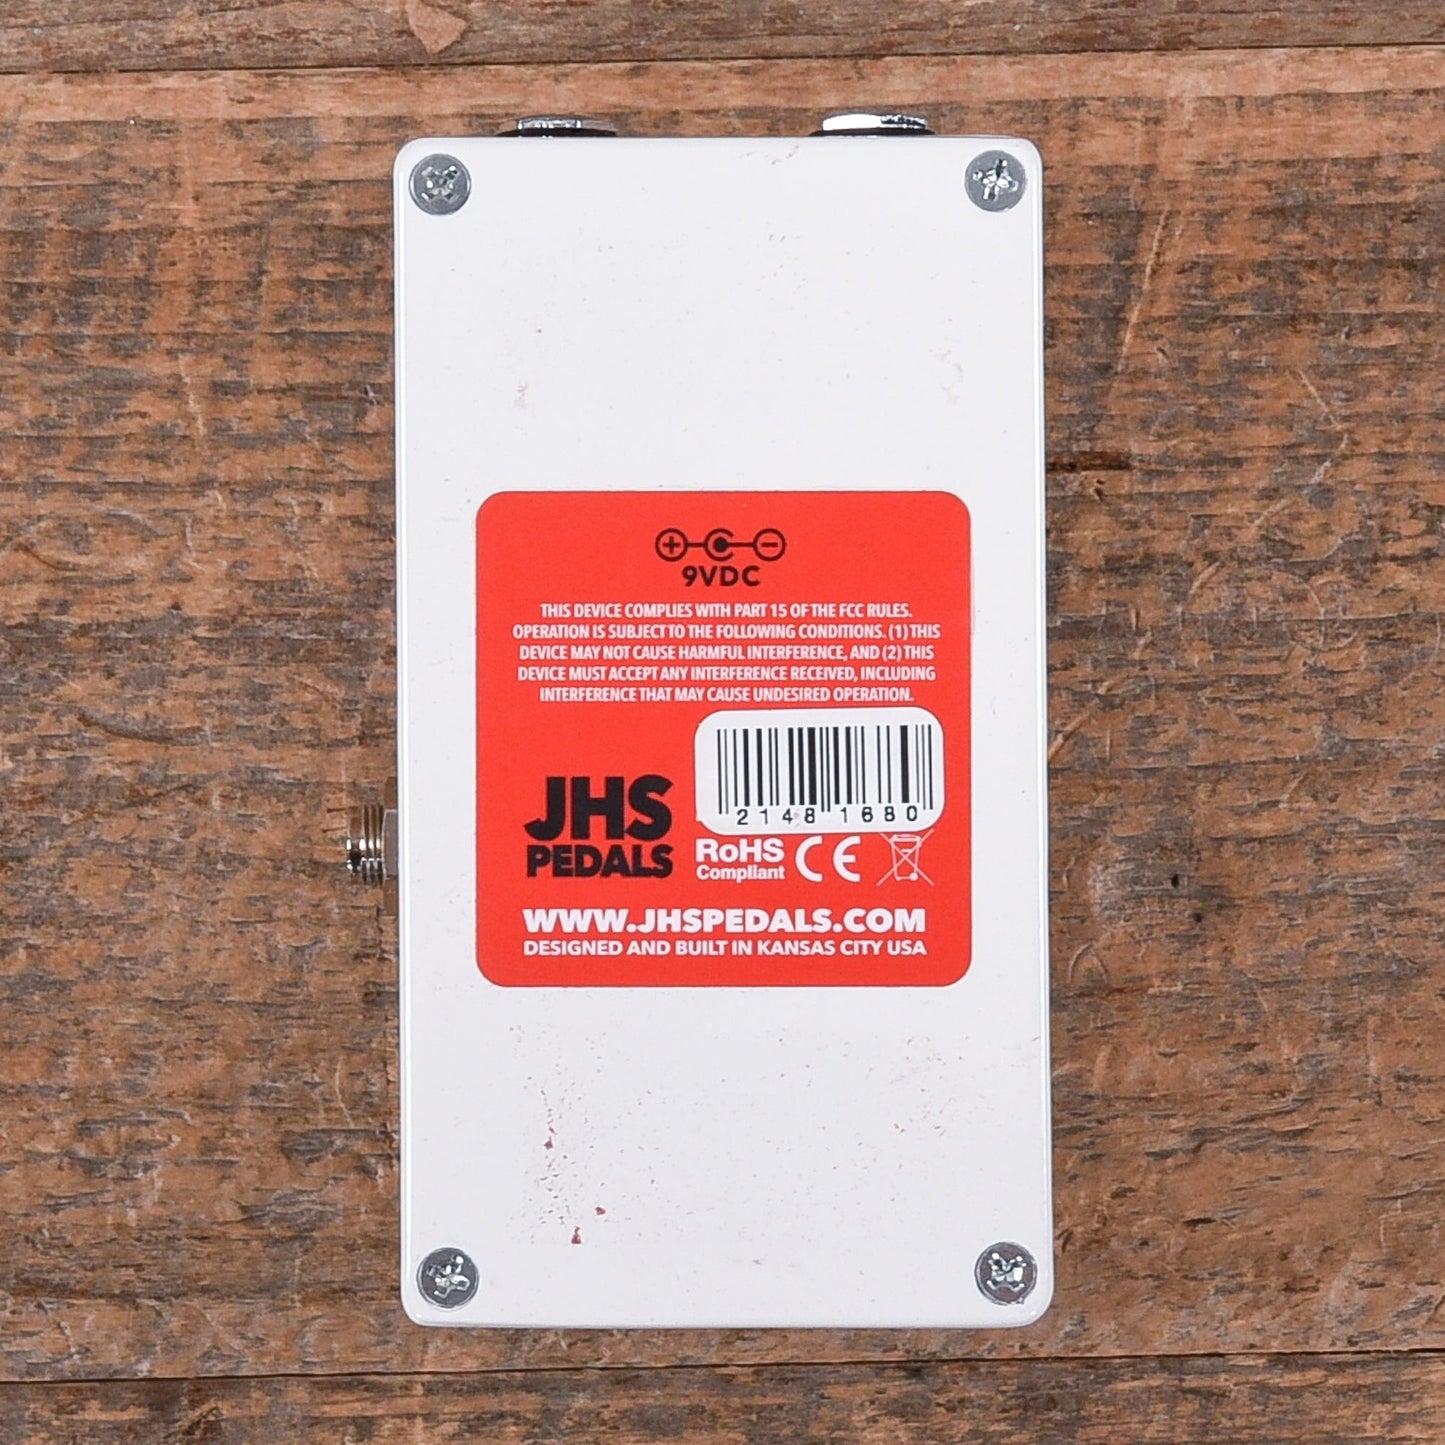 9VDC
THIS DEVICE COMPLIES WITH PART 15 OF THE FCC RULES.
OPERATION IS SUBJECT TO THE FOLLOWING CONDITIONS. (1) THIS
DEVICE MAY NOT CAUSE HARMFUL INTERFERENCE, AND (2) THIS
DEVICE MUST ACCEPT ANY INTERFERENCE RECEIVED, INCLUDING
INTERFERENCE THAT MAY CAUSE UNDESIRED OPERATION.
21481680
JHS
PEDALS
RoHS
Compliant
CE
WWW.JHSPEDALS.COM
DESIGNED AND BUILT IN KANSAS CITY USA